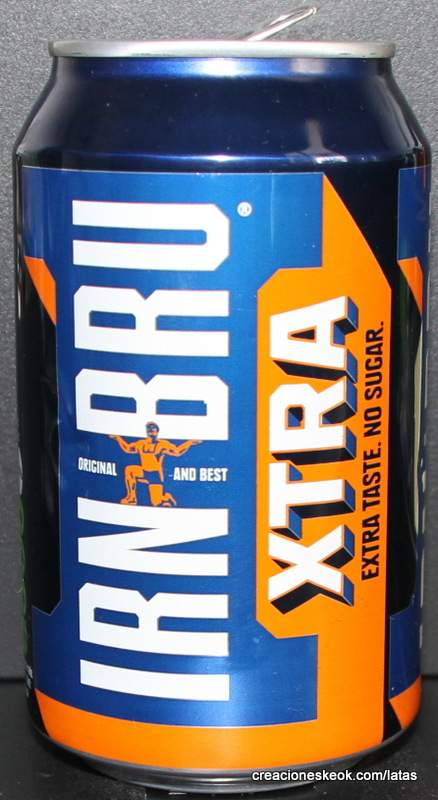 IRN BRU®
ORIGINAL AND BEST
XTRA
EXTRA TASTE. NO SUGAR.
creacioneskeok.com/latas